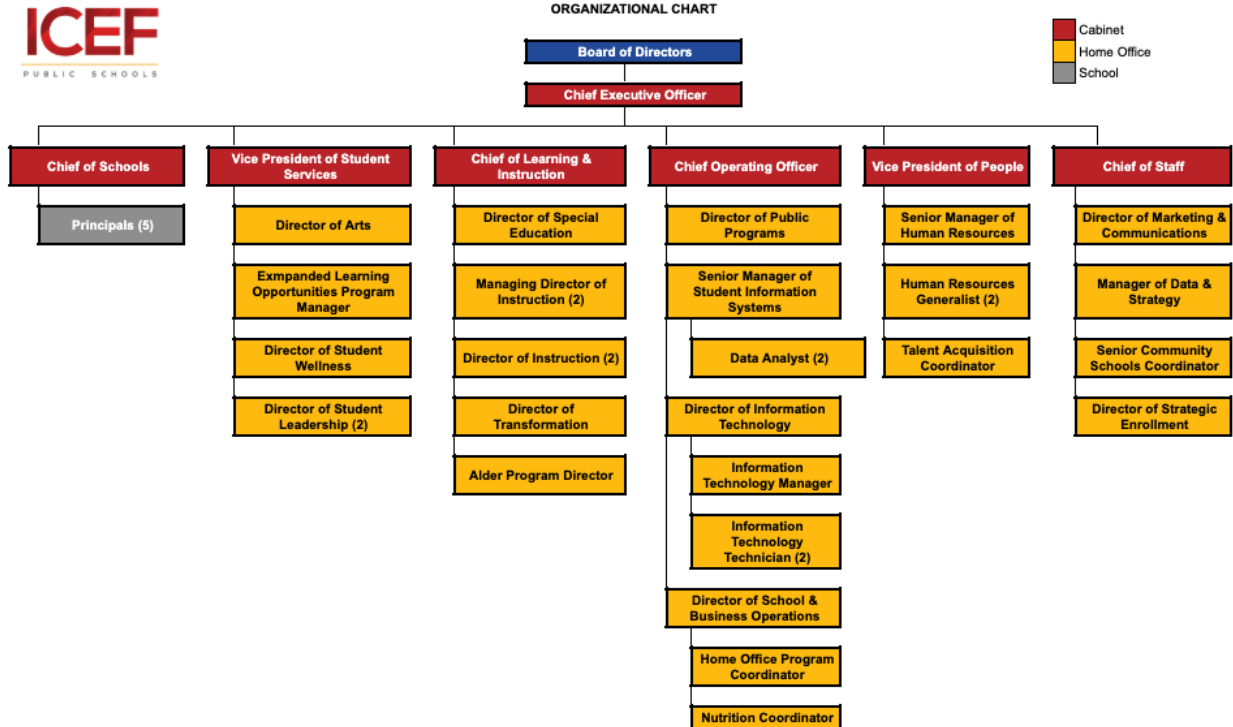 ORGANIZATIONAL CHART
ICEF
PUBLIC SCHOOLS
Cabinet
Home Office
School
Board of Directors
Chief Executive Officer
Chief of Schools
Principals (5)
Vice President of Student
Services
Director of Arts
Exmpanded Learning
Opportunities Program
Manager
Director of Student
Wellness
Director of Student
Leadership (2)
Chief of Learning &
Instruction
Director of Special
Education
Managing Director of
Instruction (2)
Director of Instruction (2)
Director of
Transformation
Alder Program Director
Chief Operating Officer
Director of Public
Programs
Senior Manager of
Student Information
Systems
Data Analyst (2)
Director of Information
Technology
Information
Technology Manager
Information
Technology
Technician (2)
Director of School &
Business Operations
Home Office Program
Coordinator
Nutrition Coordinator
Vice President of People
Senior Manager of
Human Resources
Human Resources
Generalist (2)
Talent Acquisition
Coordinator
Chief of Staff
Director of Marketing &
Communications
Manager of Data &
Strategy
Senior Community
Schools Coordinator
Director of Strategic
Enrollment